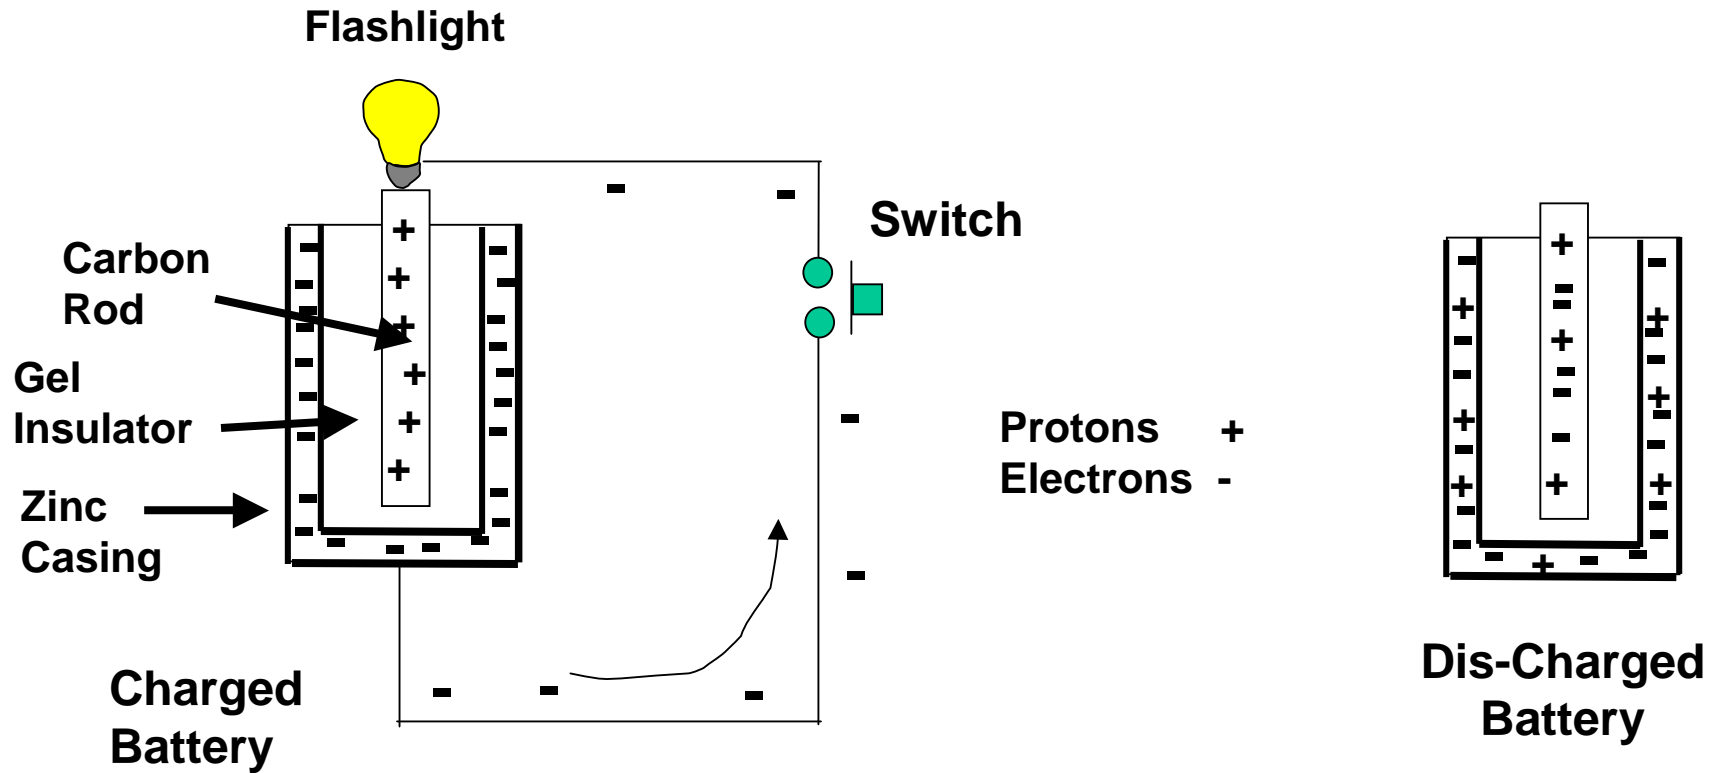 Flashlight
Switch
Carbon
Rod
Gel
Insulator
Zinc
Casing
Charged
Battery
Protons +
Electrons -
Dis-Charged
Battery